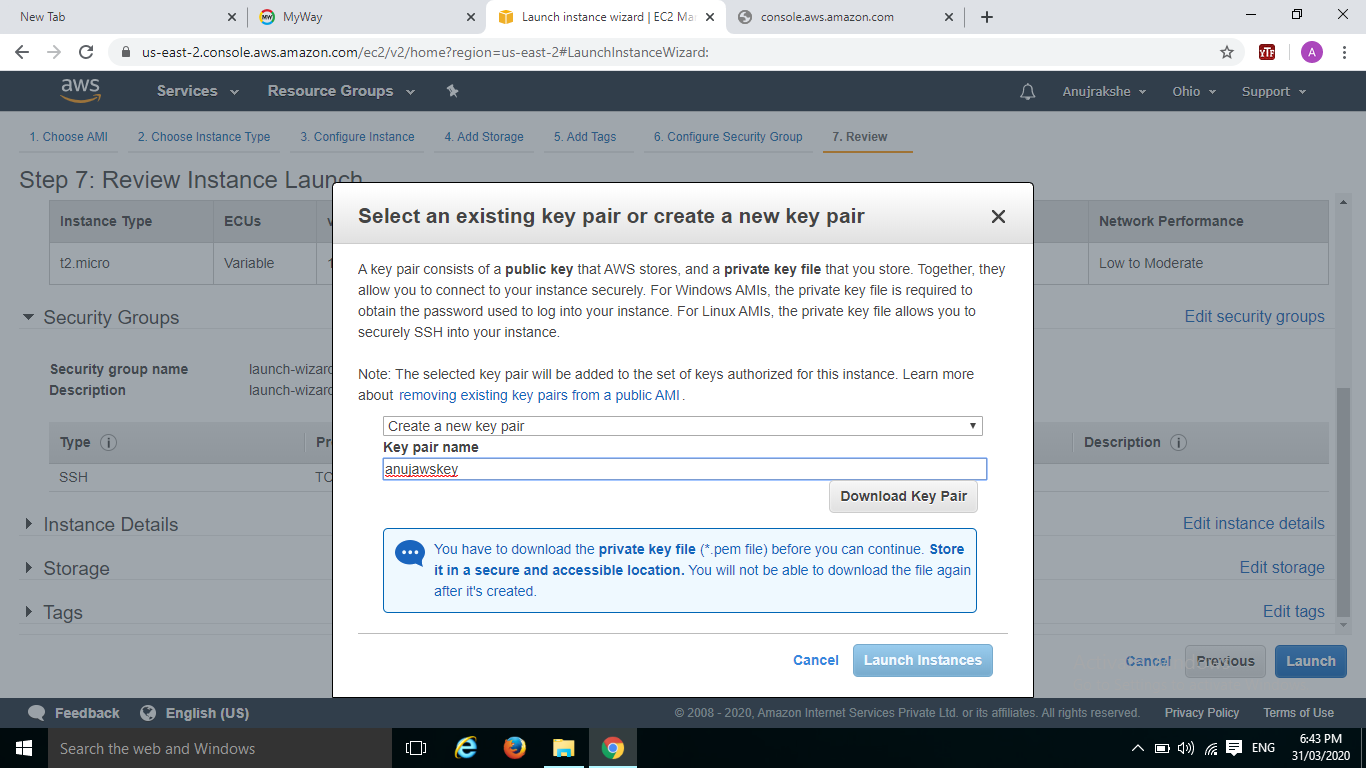 New Tab
MyWay
Launch instance wizard | EC2 Mar
console.aws.amazon.com
us-east-2.console.aws.amazon.com/ec2/v2/home?region=us-east-2#LaunchInstanceWizard:
YTF
A
aws
Services
Resource Groups
Anujrakshe
Ohio
Support
1. Choose AMI
2. Choose Instance Type
3. Configure Instance
4. Add Storage
5. Add Tags
6. Configure Security Group
7. Review
Step 7: Review Instance Launch
Instance Type
ECUs
Network Performance
t2.micro
Variable
1
Low to Moderate
Security Groups
Edit security groups
Security group name
launch-wizard
Description
launch-wizard
Type
Description
SSH
TC
Instance Details
Edit instance details
Storage
Edit storage
Tags
Edit tags
Cancel
Previous
Launch
Select an existing key pair or create a new key pair
A key pair consists of a public key that AWS stores, and a private key file that you store. Together, they
allow you to connect to your instance securely. For Windows AMIs, the private key file is required to
obtain the password used to log into your instance. For Linux AMIs, the private key file allows you to
securely SSH into your instance.
Note: The selected key pair will be added to the set of keys authorized for this instance. Learn more
about removing existing key pairs from a public AMI.
Create a new key pair
Key pair name
anujawskey
Download Key Pair
You have to download the private key file (*.pem file) before you can continue. Store
it in a secure and accessible location. You will not be able to download the file again
after it's created.
Cancel
Launch Instances
Feedback
English (US)
© 2008 - 2020, Amazon Internet Services Private Ltd. or its affiliates. All rights reserved.
Privacy Policy
Terms of Use
Search the web and Windows
ENG
6:43 PM
31/03/2020